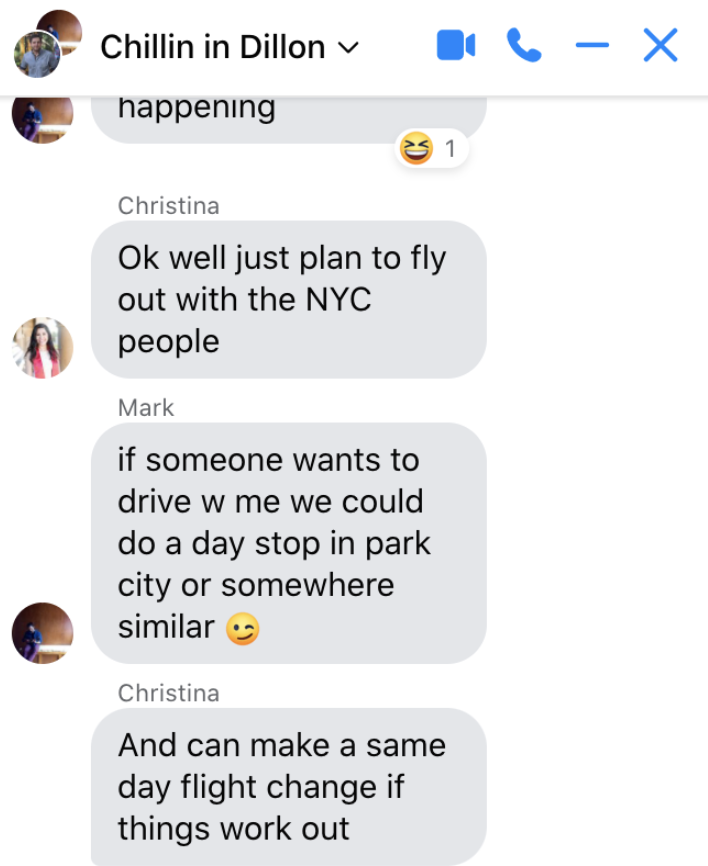 Chillin in Dillon
happening
1
Christina
Ok well just plan to fly
out with the NYC
people
Mark
if someone wants to
drive w me we could
do a day stop in park
city or somewhere
similar 😉
Christina
And can make a same
day flight change if
things work out